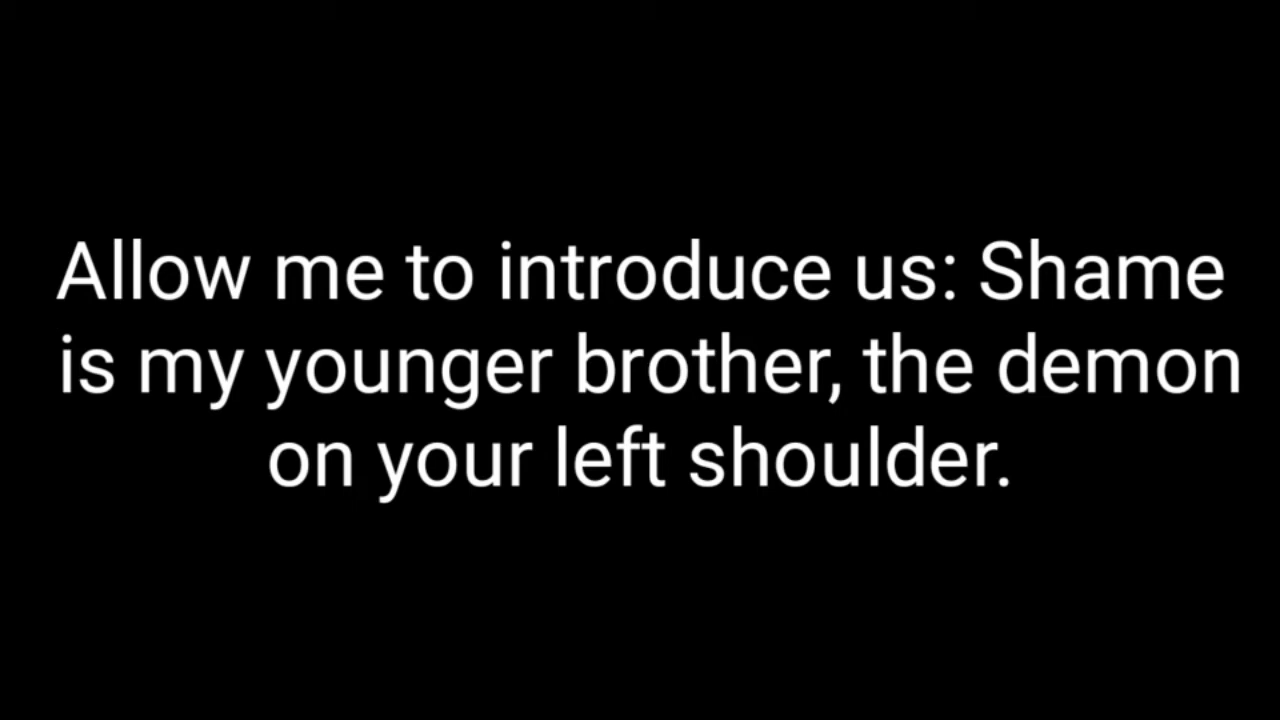 Allow me to introduce us: Shame
is my younger brother, the demon
on your left shoulder.